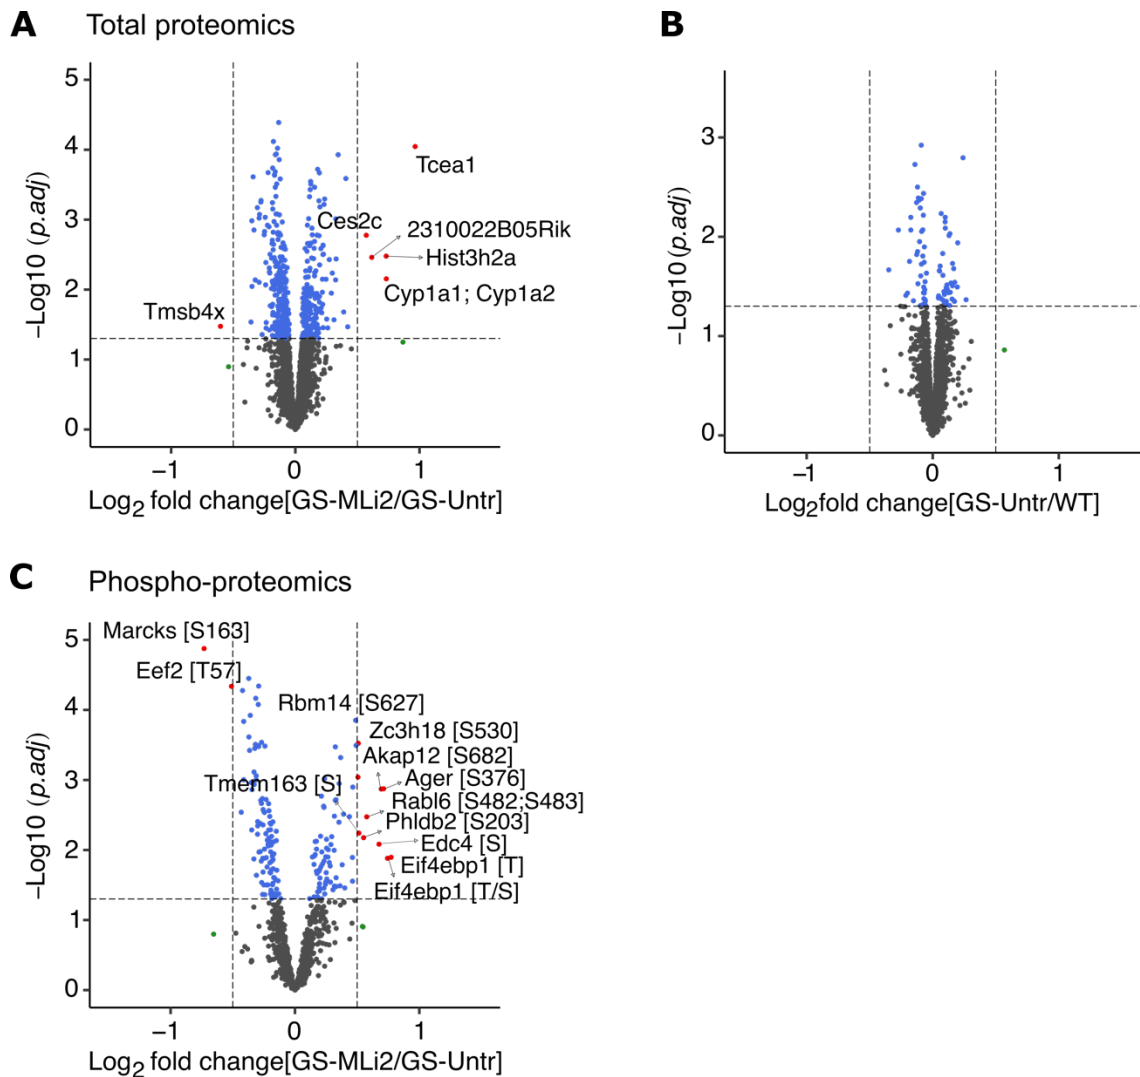 A Total proteomics
5
4
3
2
1
0
−Log10 (p.adj)
Tcea1
Ces2c
2310022B05Rik
Hist3h2a
Cyp1a1; Cyp1a2
Tmsb4x
−1 0 1
Log2 fold change[GS-MLi2/GS-Untr]
B
3
2
1
0
−Log10 (p.adj)
−1 0 1
Log2fold change[GS-Untr/WT]
C Phospho-proteomics
5
4
3
2
1
0
−Log10 (p.adj)
Marcks [S163]
Eef2 [T57]
Rbm14 [S627]
Zc3h18 [S530]
Akap12 [S682]
Tmem163 [S]
Ager [S376]
Rabl6 [S482;S483]
Phldb2 [S203]
Edc4 [S]
Eif4ebp1 [T]
Eif4ebp1 [T/S]
−1 0 1
Log2 fold change[GS-MLi2/GS-Untr]